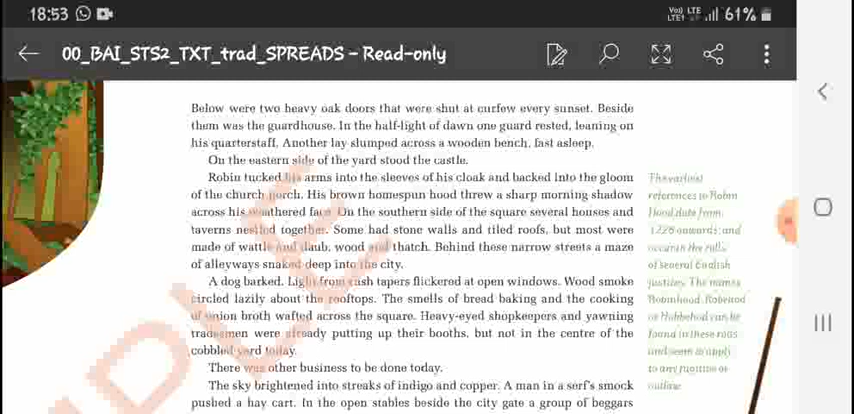 18:53
Vo)) LTE
LTE1
61%
00_BAI_STS2_TXT_trad_SPREADS – Read-only
Below were two heavy oak doors that were shut at curfew every sunset. Beside
them was the guardhouse. In the half-light of dawn one guard rested, leaning on
his quarterstaff. Another lay slumped across a wooden bench, fast asleep.
On the eastern side of the yard stood the castle.
Robin tucked his arms into the sleeves of his cloak and backed into the gloom
of the church porch. His brown homespun hood threw a sharp morning shadow
across his weathered face. On the southern side of the square several houses and
taverns nestled together. Some had stone walls and tiled roofs, but most were
made of wattle and daub, wood and thatch. Behind these narrow streets a maze
of alleyways snaked deep into the city.
A dog barked. Light from rush tapers flickered at open windows. Wood smoke
circled lazily about the rooftops. The smells of bread baking and the cooking
of onion broth wafted across the square. Heavy-eyed shopkeepers and yawning
tradesmen were already putting up their booths, but not in the centre of the
cobbled yard today.
There was other business to be done today.
The sky brightened into streaks of indigo and copper. A man in a serf's smock
pushed a hay cart. In the open stables beside the city gate a group of beggars
The earliest
references to Robin
Hood date from
1226 onwards, and
occur in the rolls
of several English
justices. The names
Robinhood, Robehod
or Hobbehod can be
found in these rolls
and seem to apply
to any fugitive or
outlaw.
DLE